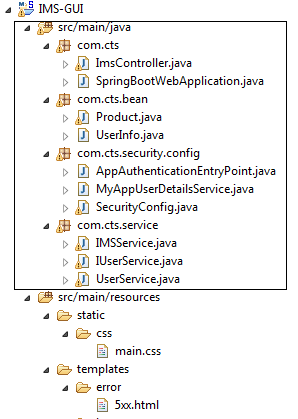 IMS-GUI
src/main/java
com.cts
ImsController.java
SpringBootWebApplication.java
com.cts.bean
Product.java
UserInfo.java
com.cts.security.config
AppAuthenticationEntryPoint.java
MyAppUserDetailsService.java
SecurityConfig.java
com.cts.service
IMSService.java
IUserService.java
UserService.java
src/main/resources
static
css
main.css
templates
error
5xx.html